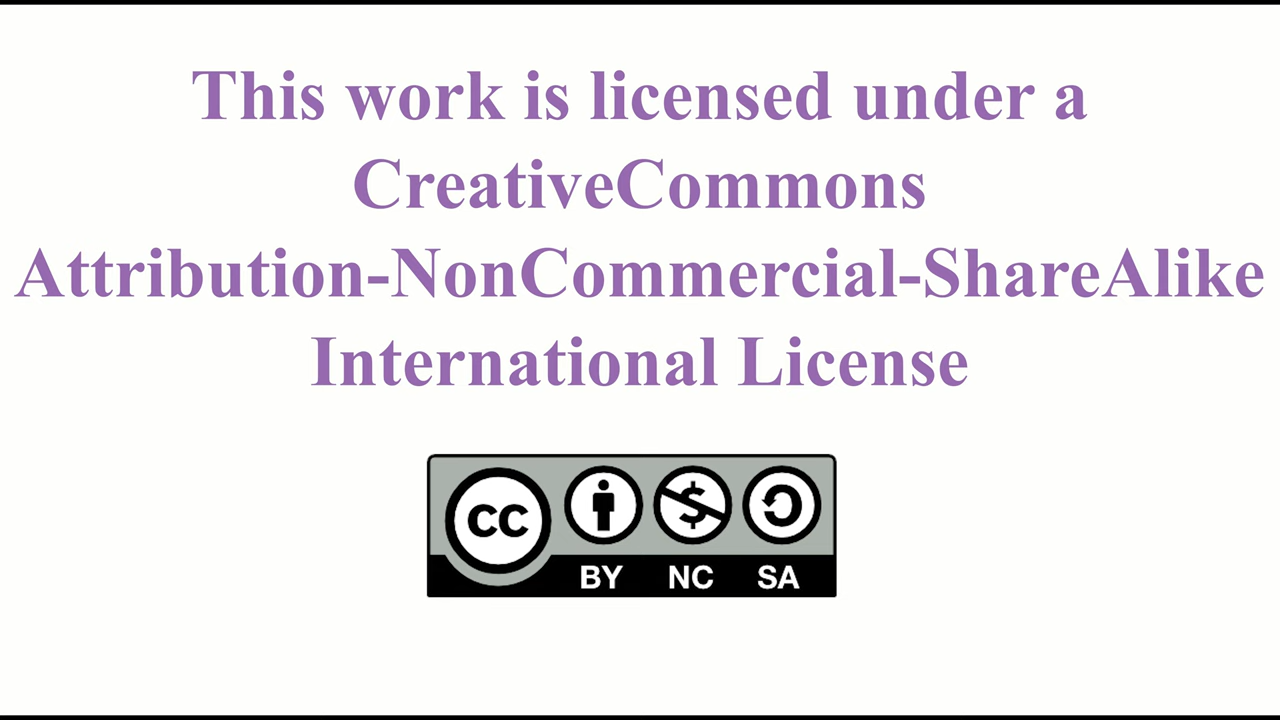 This work is licensed under a
CreativeCommons
Attribution-NonCommercial-ShareAlike
International License
cc
BY NC SA